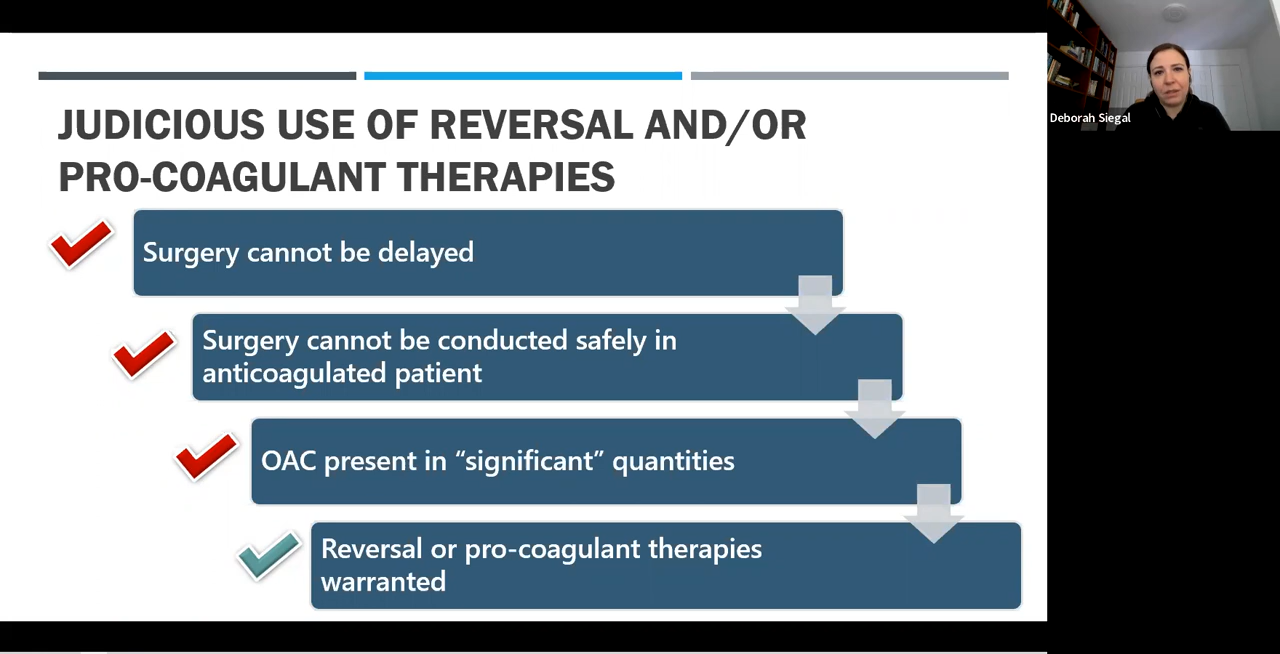 JUDICIOUS USE OF REVERSAL AND/OR
PRO-COAGULANT THERAPIES
Surgery cannot be delayed
Surgery cannot be conducted safely in
anticoagulated patient
OAC present in “significant” quantities
Reversal or pro-coagulant therapies
warranted
Deborah Siegal